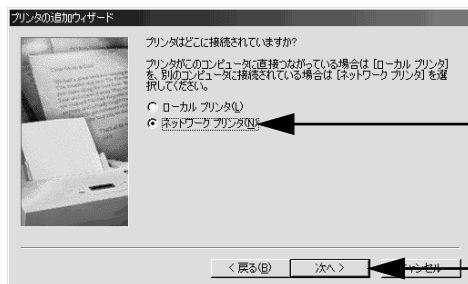 プリンタの追加ウィザード
プリンタはどこに接続されていますか?
プリンタがこのコンピュータに直接つながっている場合は [ローカル プリンタ]
を、別のコンピュータに接続されている場合は [ネットワーク プリンタ] を選
択してください。
ローカル プリンタ(L)
ネットワーク プリンタ(N)
< 戻る(B) 次へ > キャンセル